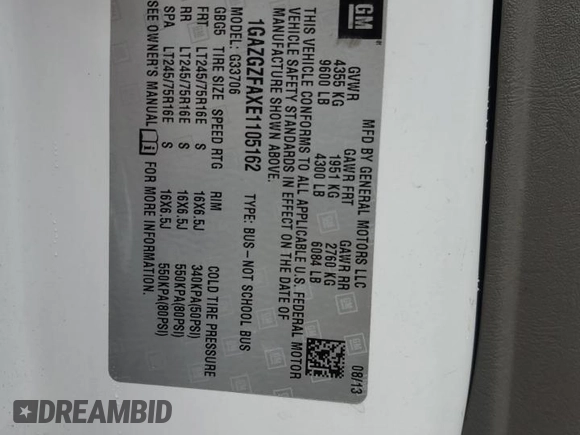 GM
MFD BY GENERAL MOTORS LLC
08/13
GVWR GAWR FRT GAWR RR
4355 KG 1951 KG 2760 KG
9600 LB 4300 LB 6084 LB
THIS VEHICLE CONFORMS TO ALL APPLICABLE U.S. FEDERAL MOTOR
VEHICLE SAFETY STANDARDS IN EFFECT ON THE DATE OF
MANUFACTURE SHOWN ABOVE.
1GAZGZFAXE1105162 TYPE: BUS-NOT SCHOOL BUS
MODEL: G33706
GBG5 TIRE SIZE SPEED RTG RIM COLD TIRE PRESSURE
FRT LT245/75R16E S 16X6.5J 340KPA(50PSI)
RR LT245/75R16E S 16X6.5J 550KPA(80PSI)
SPA LT245/75R16E S 16X6.5J 550KPA(80PSI)
SEE OWNER'S MANUAL FOR MORE INFORMATION.
DREAMBID